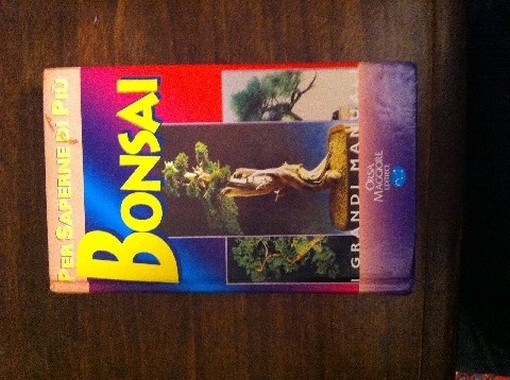 PER SAPERNE DI PIÙ
BONSAI
I GRANDI MANUALI
ORSA
MAGGIORE
EDITRICE